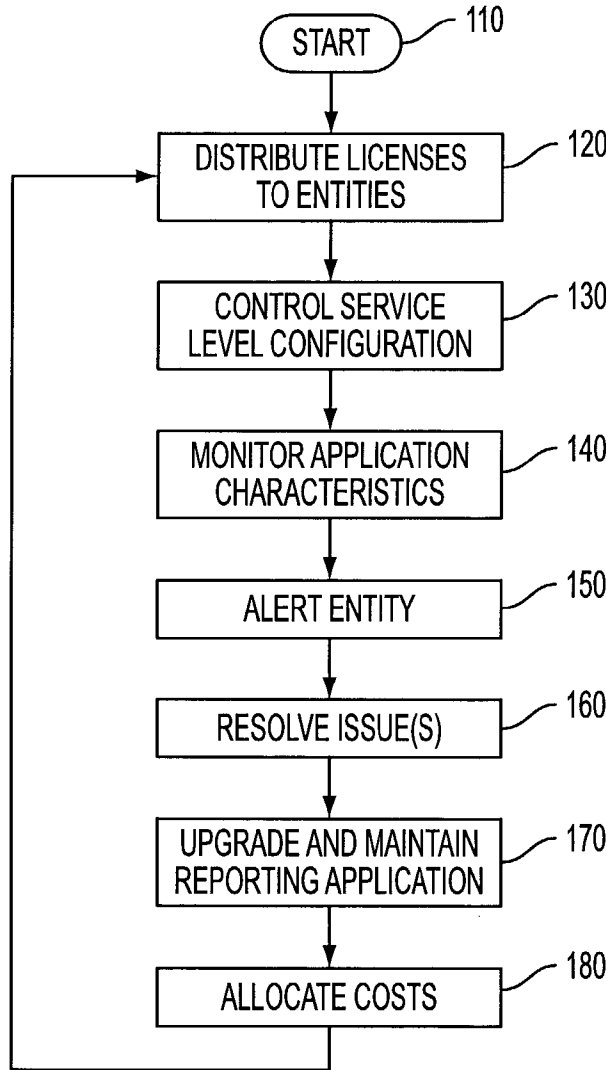 START
110
DISTRIBUTE LICENSES
TO ENTITIES
120
CONTROL SERVICE
LEVEL CONFIGURATION
130
MONITOR APPLICATION
CHARACTERISTICS
140
ALERT ENTITY
150
RESOLVE ISSUE(S)
160
UPGRADE AND MAINTAIN
REPORTING APPLICATION
170
ALLOCATE COSTS
180